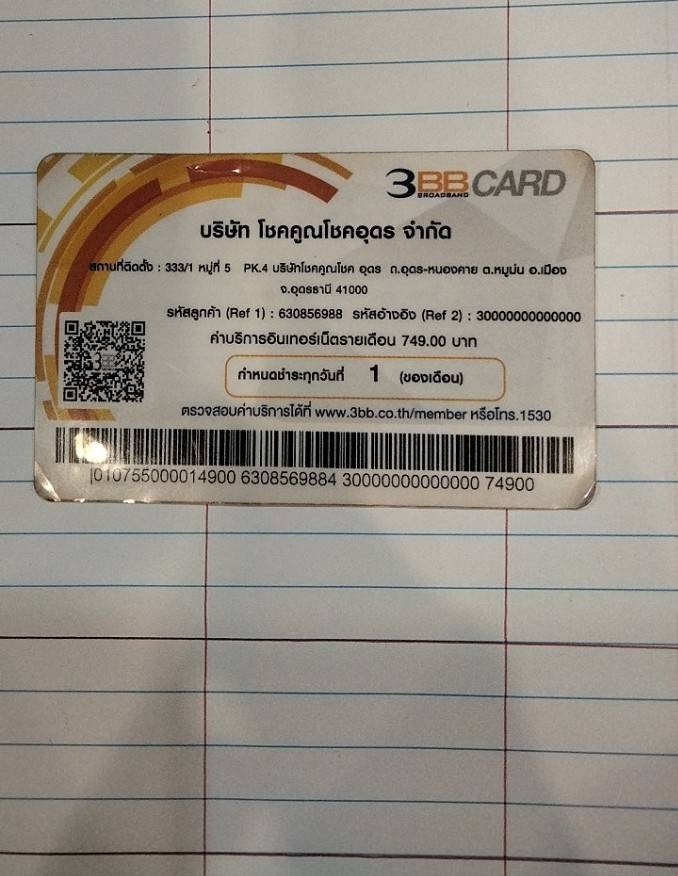 3BB CARD
BROADBAND
บริษัท โชคคูณโชคอุดร จำกัด
สถานที่ติดตั้ง : 333/1 หมู่ที่ 5 PK.4 บริษัทโชคคูณโชค อุดร ถ.อุดร-หนองคาย ต.หมูม่น อ.เมือง
จ.อุดรธานี 41000
รหัสลูกค้า (Ref 1) : 630856988 รหัสอ้างอิง (Ref 2) : 30000000000000
ค่าบริการอินเทอร์เน็ตรายเดือน 749.00 บาท
กำหนดชำระทุกวันที่ 1 (ของเดือน)
ตรวจสอบค่าบริการได้ที่ www.3bb.co.th/member หรือโทร.1530
|010755000014900 6308569884 30000000000000 74900